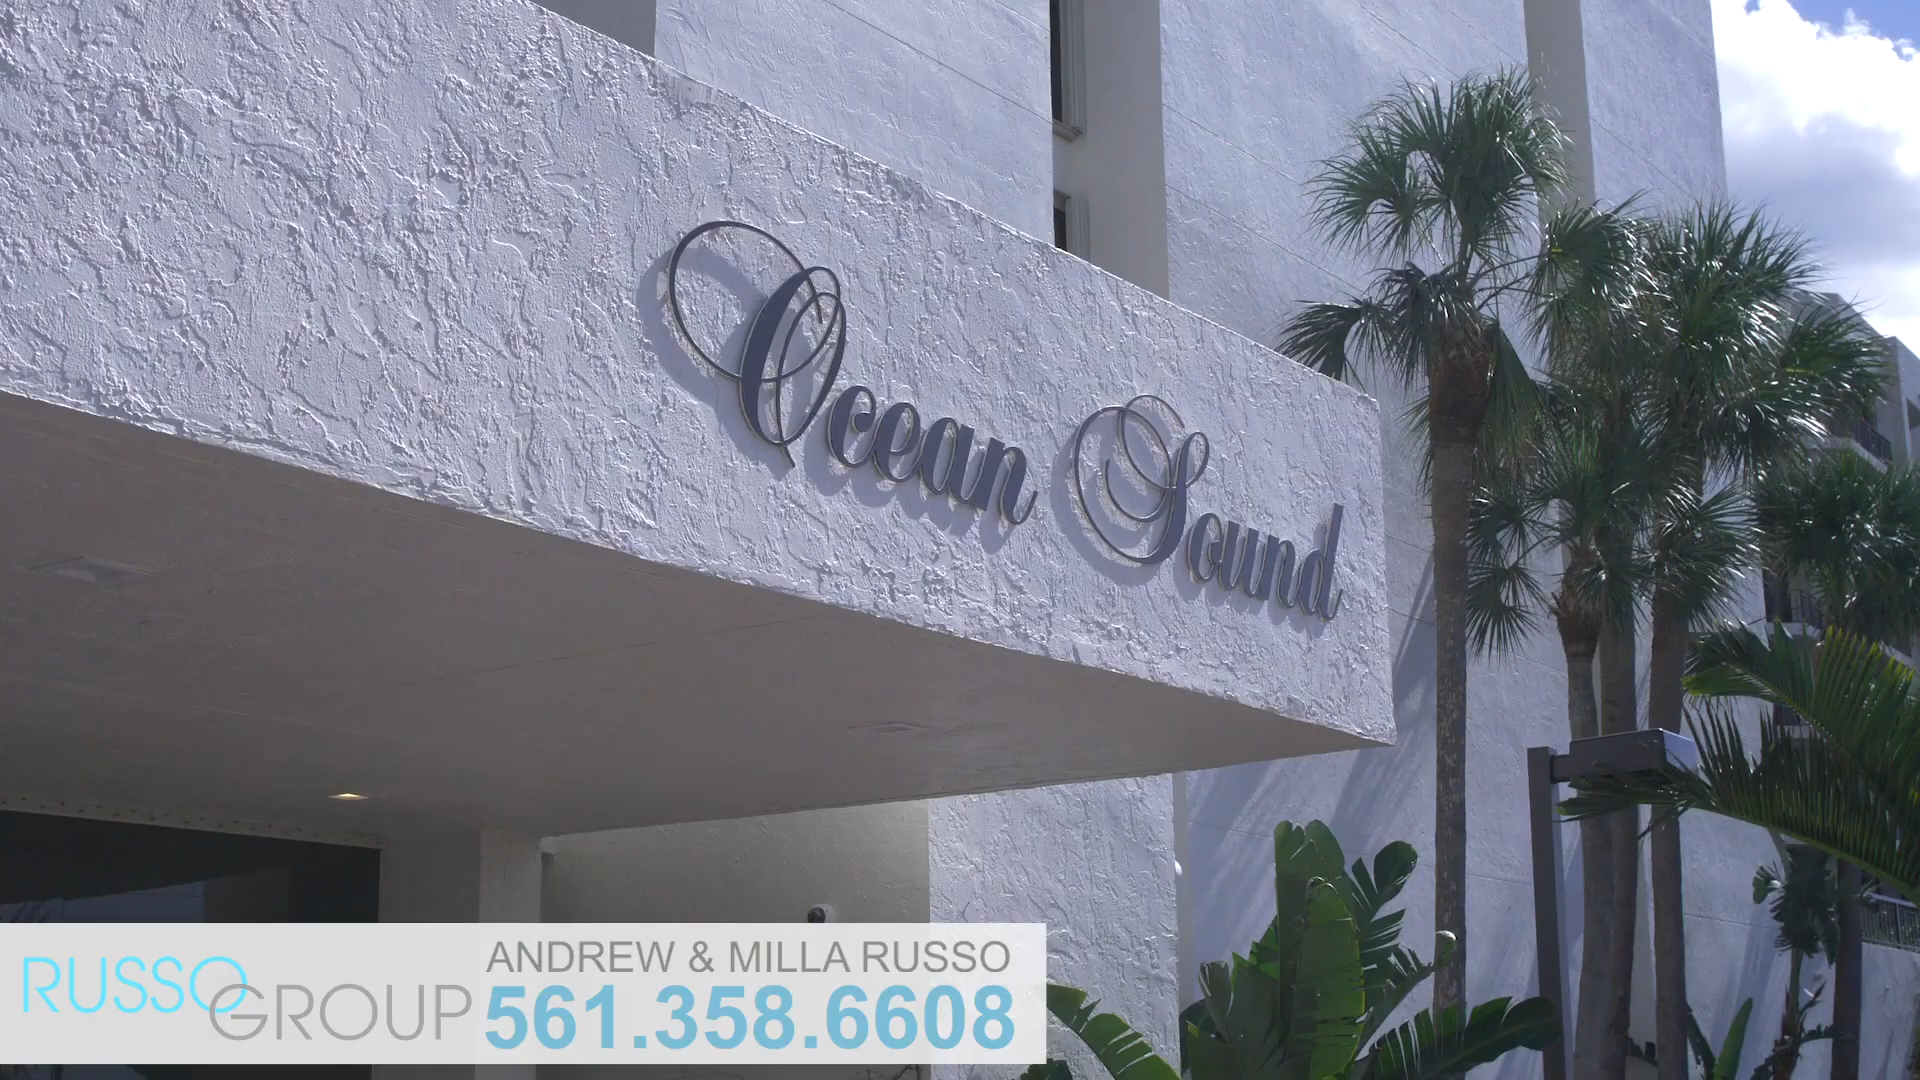 Ocean Sound
RUSSO
GROUP
ANDREW & MILLA RUSSO
561.358.6608